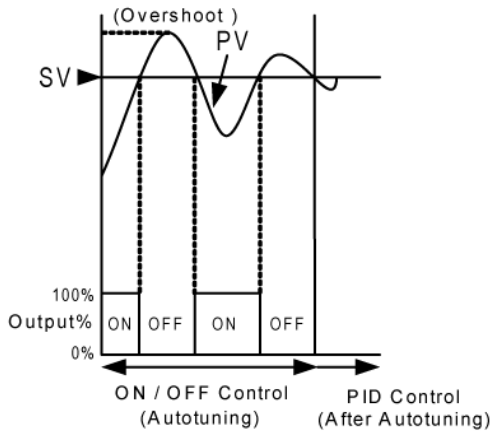 (Overshoot )
PV
SV
100%
Output%
ON
OFF
ON
OFF
0%
ON / OFF Control
(Autotuning)
PID Control
(After Autotuning)